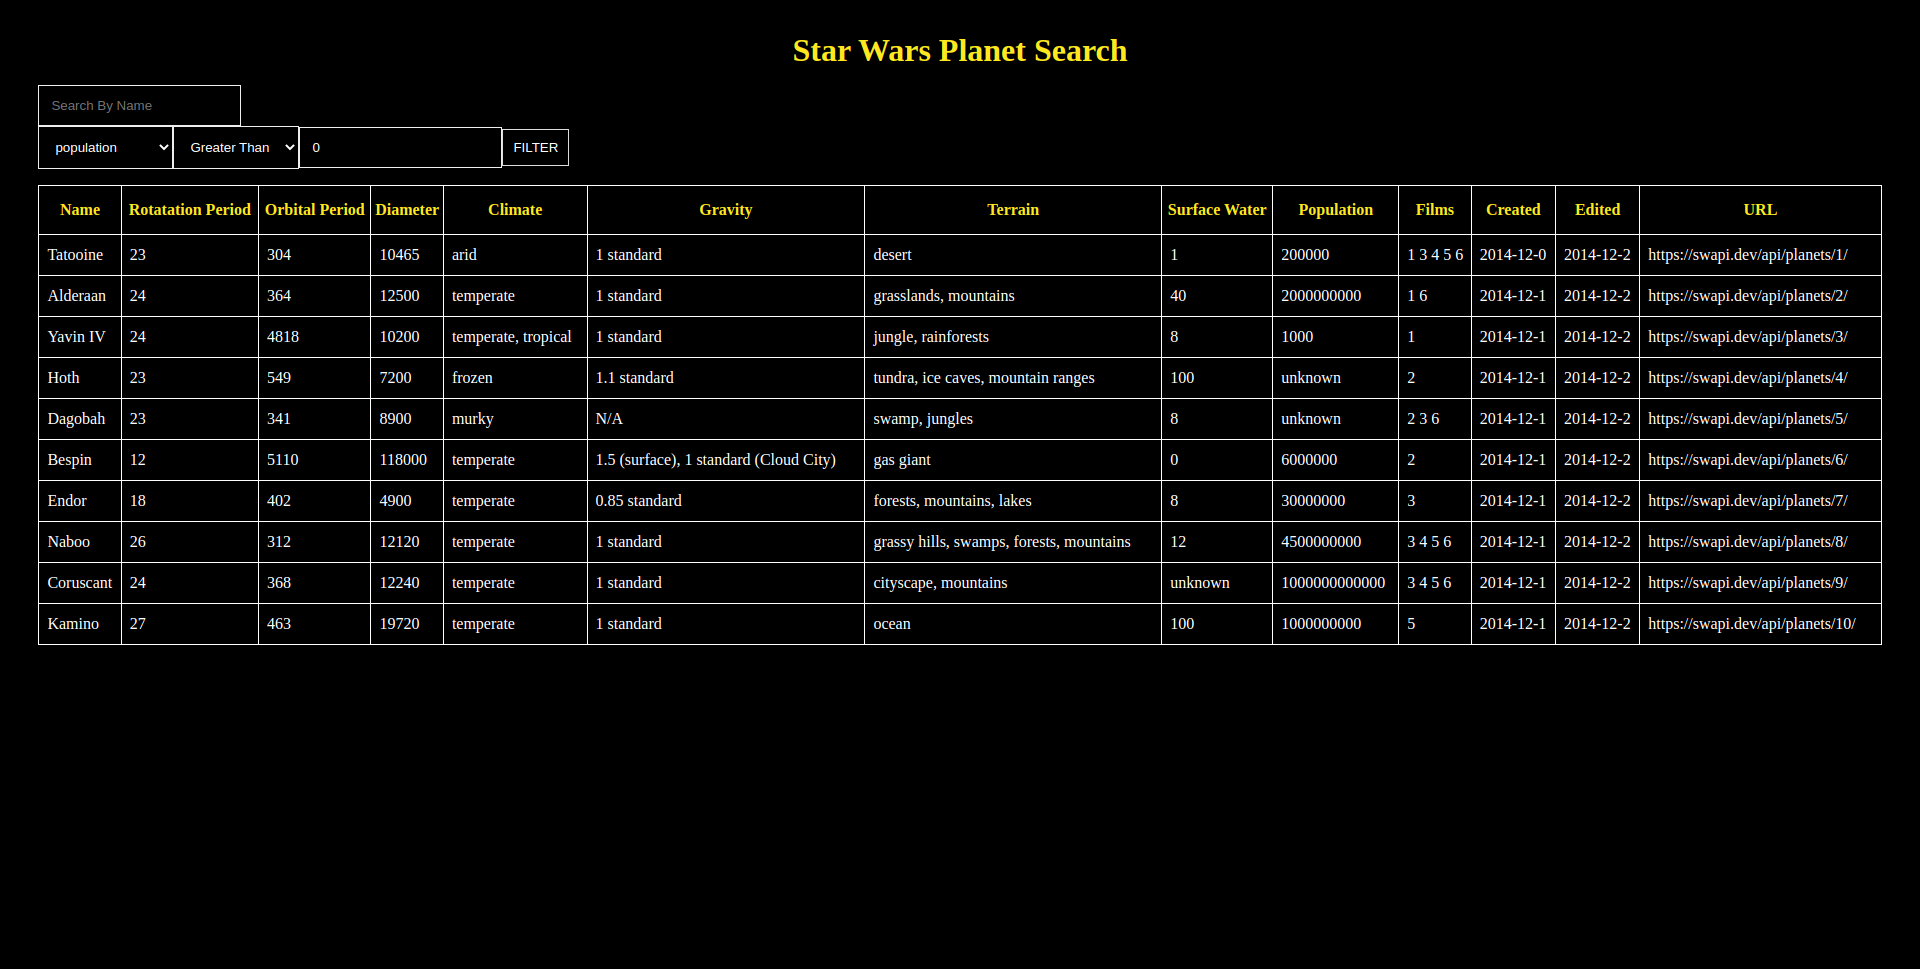 Star Wars Planet Search
Search By Name
population Greater Than 0 FILTER
Name Rotatation Period Orbital Period Diameter Climate Gravity Terrain Surface Water Population Films Created Edited URL
Tatooine 23 304 10465 arid 1 standard desert 1 200000 1 3 4 5 6 2014-12-0 2014-12-2 https://swapi.dev/api/planets/1/
Alderaan 24 364 12500 temperate 1 standard grasslands, mountains 40 2000000000 1 6 2014-12-1 2014-12-2 https://swapi.dev/api/planets/2/
Yavin IV 24 4818 10200 temperate, tropical 1 standard jungle, rainforests 8 1000 1 2014-12-1 2014-12-2 https://swapi.dev/api/planets/3/
Hoth 23 549 7200 frozen 1.1 standard tundra, ice caves, mountain ranges 100 unknown 2 2014-12-1 2014-12-2 https://swapi.dev/api/planets/4/
Dagobah 23 341 8900 murky N/A swamp, jungles 8 unknown 2 3 6 2014-12-1 2014-12-2 https://swapi.dev/api/planets/5/
Bespin 12 5110 118000 temperate 1.5 (surface), 1 standard (Cloud City) gas giant 0 6000000 2 2014-12-1 2014-12-2 https://swapi.dev/api/planets/6/
Endor 18 402 4900 temperate 0.85 standard forests, mountains, lakes 8 30000000 3 2014-12-1 2014-12-2 https://swapi.dev/api/planets/7/
Naboo 26 312 12120 temperate 1 standard grassy hills, swamps, forests, mountains 12 4500000000 3 4 5 6 2014-12-1 2014-12-2 https://swapi.dev/api/planets/8/
Coruscant 24 368 12240 temperate 1 standard cityscape, mountains unknown 1000000000000 3 4 5 6 2014-12-1 2014-12-2 https://swapi.dev/api/planets/9/
Kamino 27 463 19720 temperate 1 standard ocean 100 1000000000 5 2014-12-1 2014-12-2 https://swapi.dev/api/planets/10/